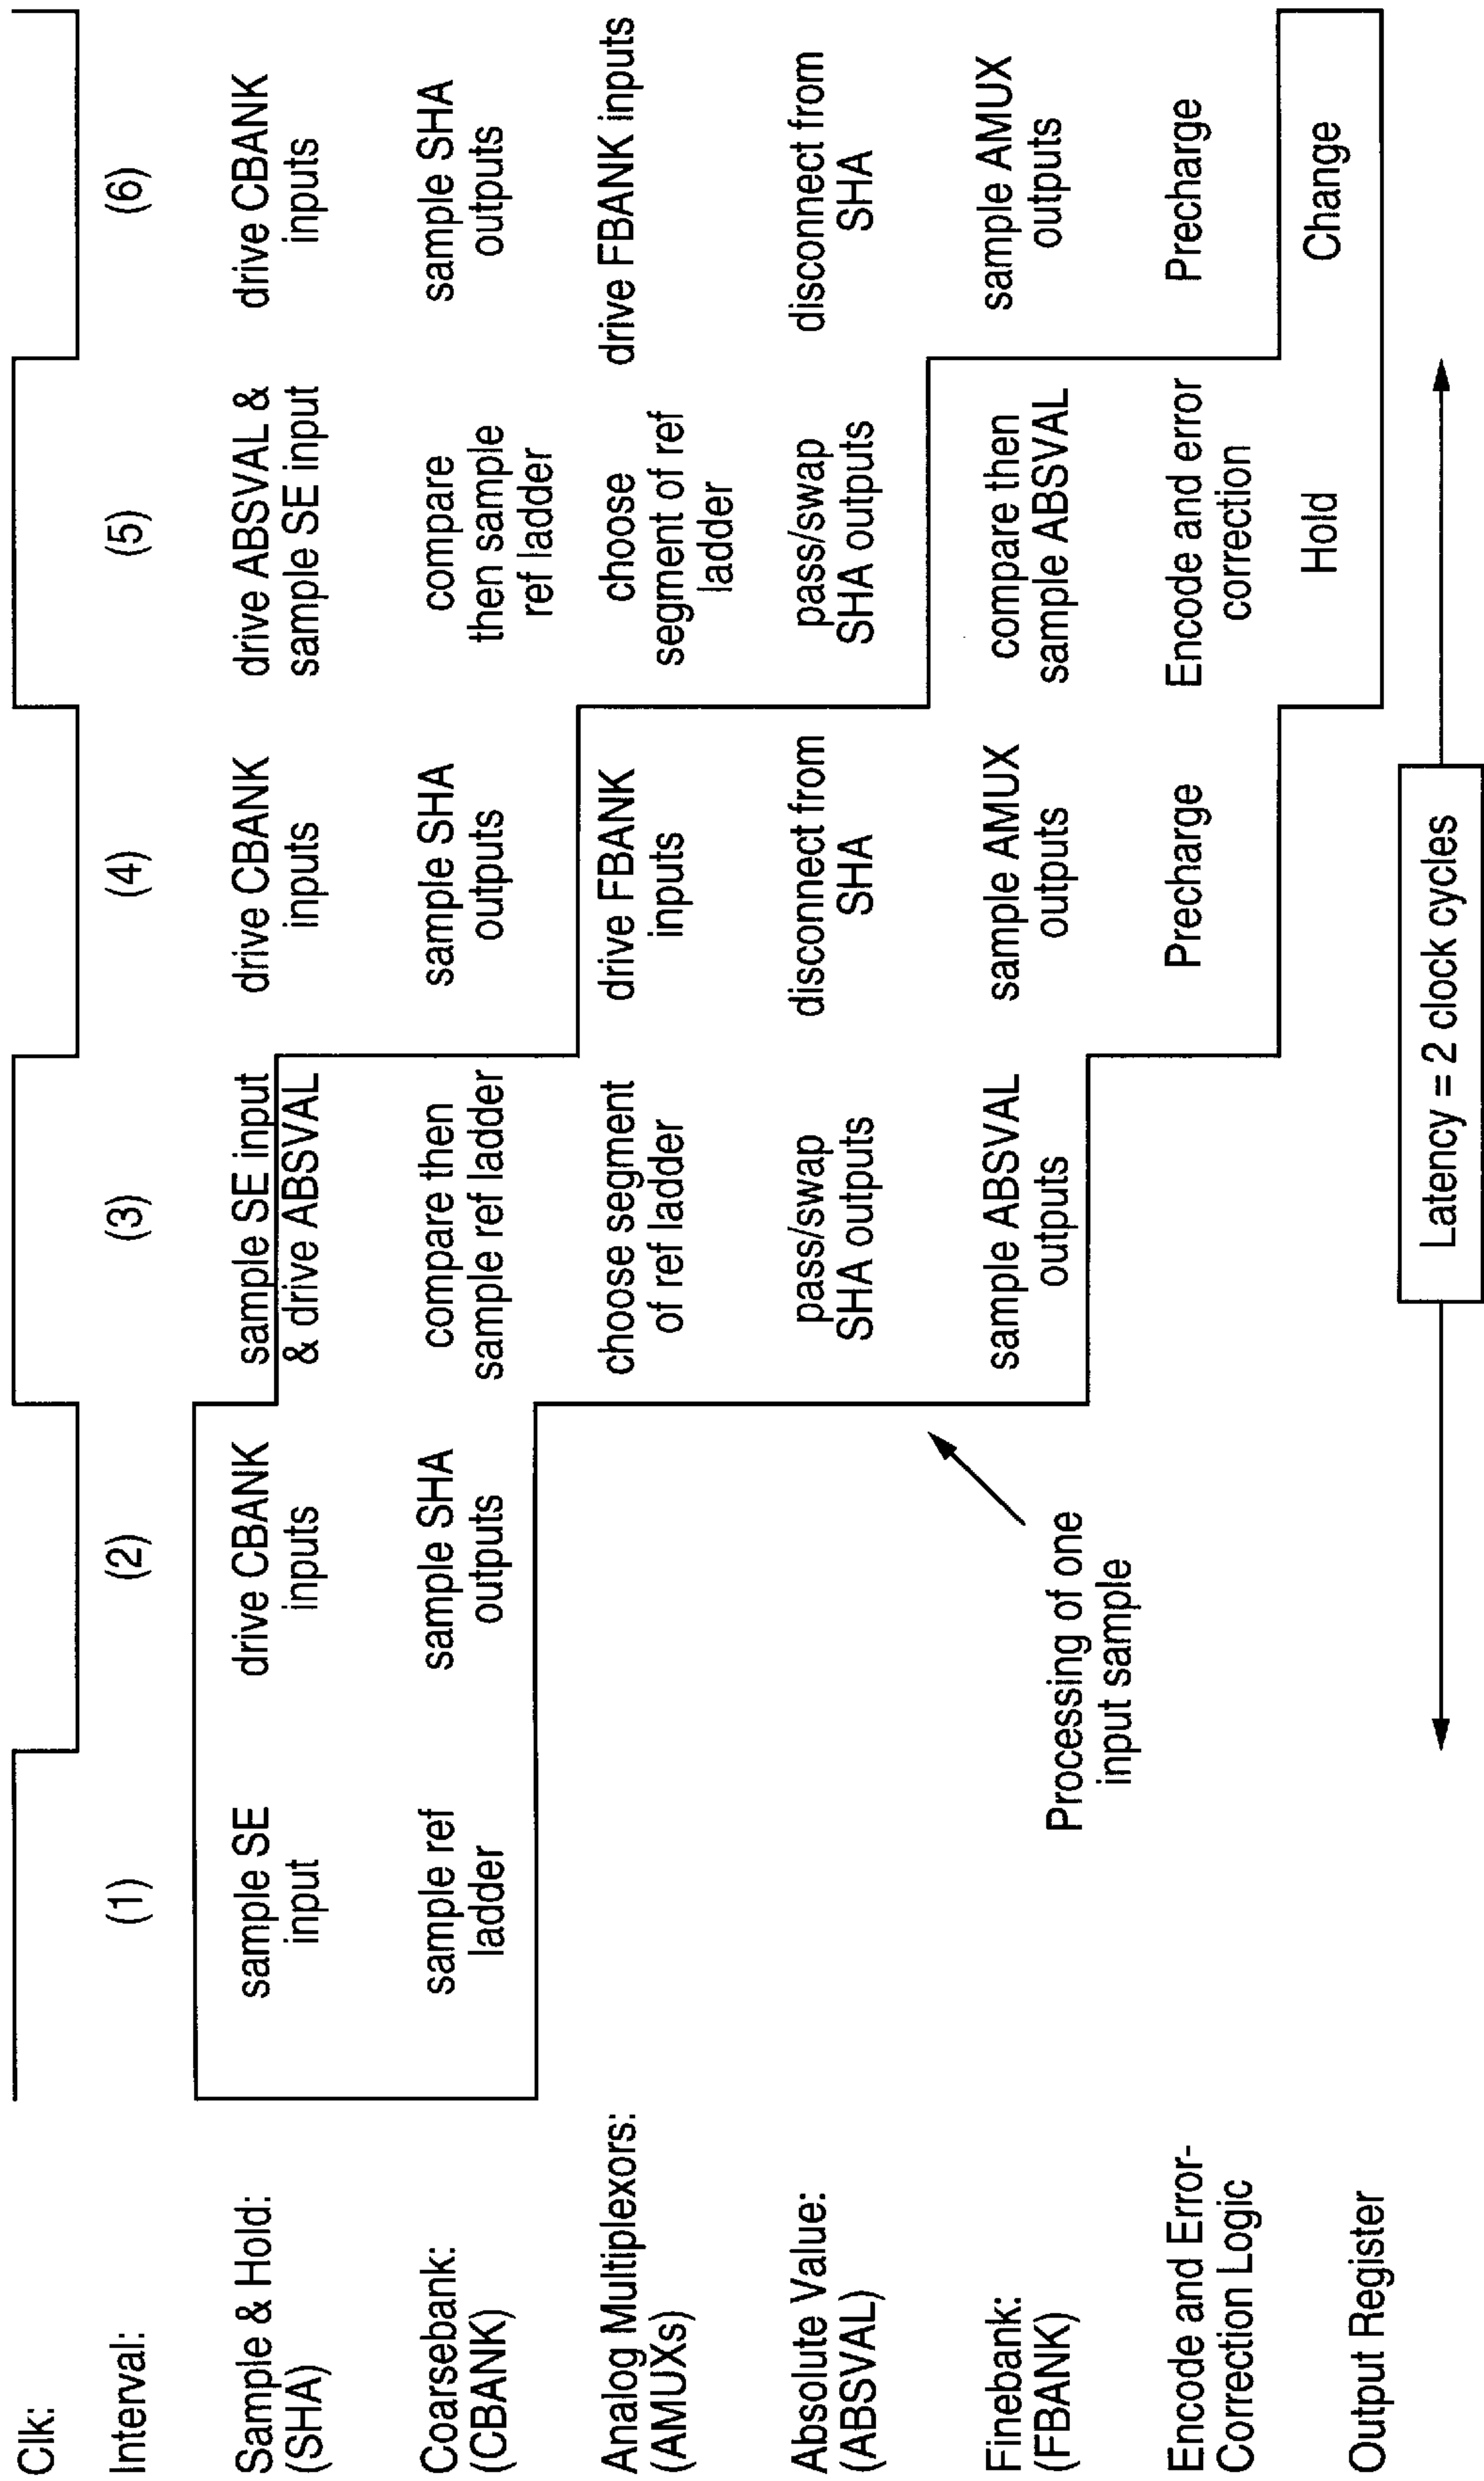 Clk:
Interval:
(1)
(2)
(3)
(4)
(5)
(6)
Sample & Hold:
(SHA)
sample SE
input
drive CBANK
inputs
sample SE input
& drive ABSVAL
drive CBANK
inputs
drive ABSVAL &
sample SE input
drive CBANK
inputs
Coarsebank:
(CBANK)
sample ref
ladder
sample SHA
outputs
compare then
sample ref ladder
sample SHA
outputs
compare
then sample
ref ladder
sample SHA
outputs
Analog Multiplexors:
(AMUXs)
choose segment
of ref ladder
drive FBANK
inputs
choose
segment of ref
ladder
drive FBANK inputs
Absolute Value:
(ABSVAL)
pass/swap
SHA outputs
disconnect from
SHA
pass/swap
SHA outputs
disconnect from
SHA
Finebank:
(FBANK)
sample ABSVAL
outputs
sample AMUX
outputs
compare then
sample ABSVAL
sample AMUX
outputs
Processing of one
input sample
Encode and Error-
Correction Logic
Precharge
Encode and error
correction
Precharge
Output Register
Hold
Change
Latency = 2 clock cycles